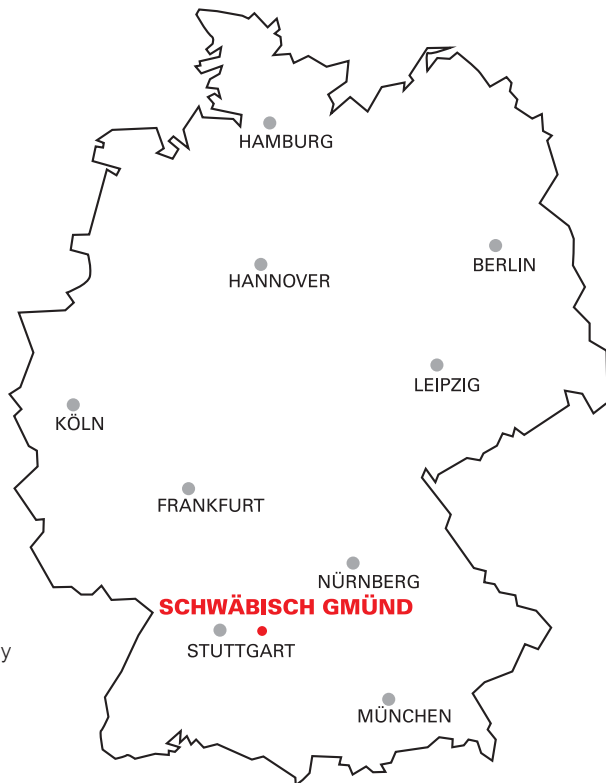 HAMBURG
HANNOVER
BERLIN
LEIPZIG
KÖLN
FRANKFURT
NÜRNBERG
SCHWÄBISCH GMÜND
STUTTGART
y
MÜNCHEN